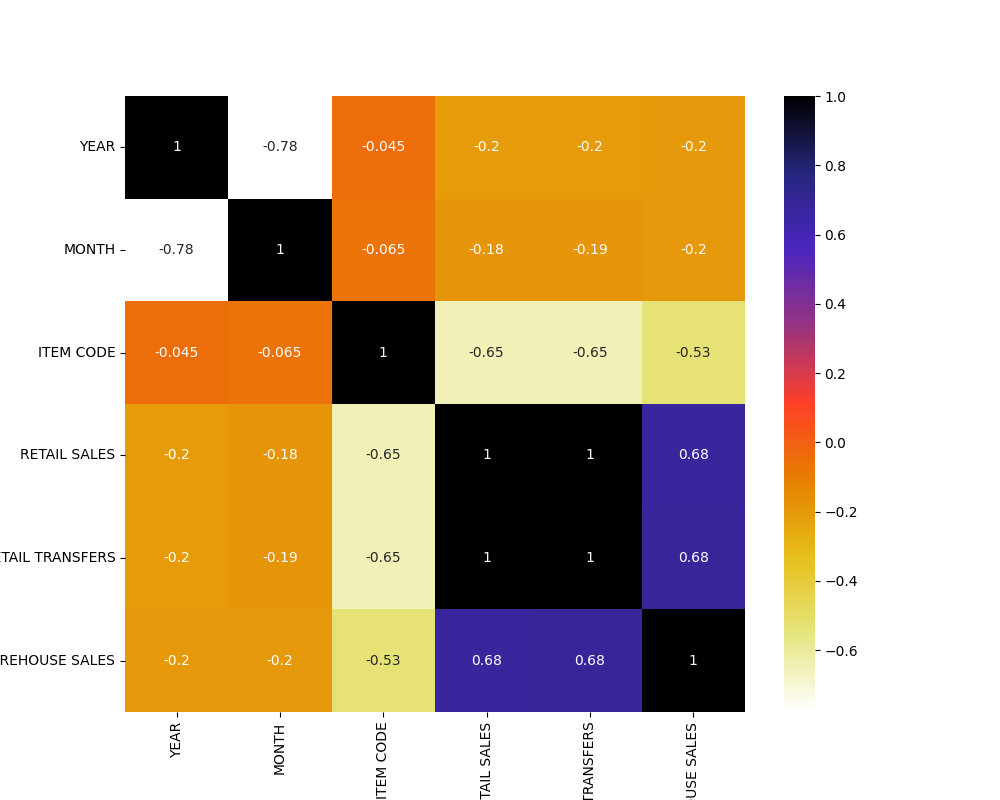 1.0
YEAR 1 -0.78 -0.045 -0.2 -0.2 -0.2
0.8
MONTH -0.78 1 -0.065 -0.18 -0.19 -0.2
0.6
0.4
ITEM CODE -0.045 -0.065 1 -0.65 -0.65 -0.53
0.2
RETAIL SALES -0.2 -0.18 -0.65 1 1 0.68
0.0
−0.2
TAIL TRANSFERS -0.2 -0.19 -0.65 1 1 0.68
−0.4
REHOUSE SALES -0.2 -0.2 -0.53 0.68 0.68 1
−0.6
YEAR
MONTH
ITEM CODE
TAIL SALES
TRANSFERS
USE SALES